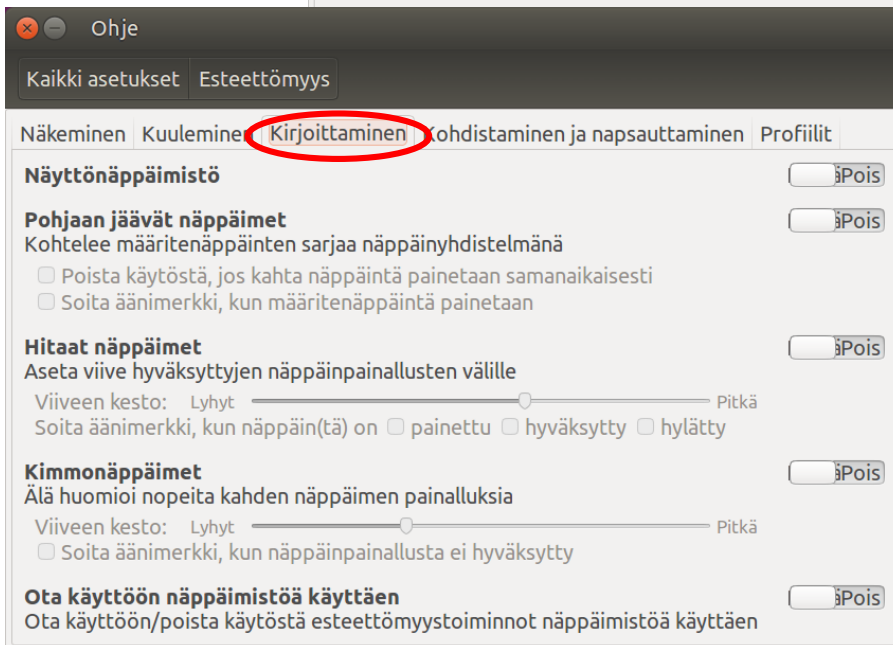 Ohje
Kaikki asetukset Esteettömyys
Näkeminen Kuuleminen Kirjoittaminen Kohdistaminen ja napsauttaminen Profiilit
Näyttönäppäimistö Pois
Pohjaan jäävät näppäimet Pois
Kohtelee määritenäppäinten sarjaa näppäinyhdistelmänä
Poista käytöstä, jos kahta näppäintä painetaan samanaikaisesti
Soita äänimerkki, kun määritenäppäintä painetaan
Hitaat näppäimet Pois
Aseta viive hyväksyttyjen näppäinpainallusten välille
Viiveen kesto: Lyhyt Pitkä
Soita äänimerkki, kun näppäin(tä) on painettu hyväksytty hylätty
Kimmonäppäimet Pois
Älä huomioi nopeita kahden näppäimen painalluksia
Viiveen kesto: Lyhyt Pitkä
Soita äänimerkki, kun näppäinpainallusta ei hyväksytty
Ota käyttöön näppäimistöä käyttäen Pois
Ota käyttöön/poista käytöstä esteettömyystoiminnot näppäimistöä käyttäen